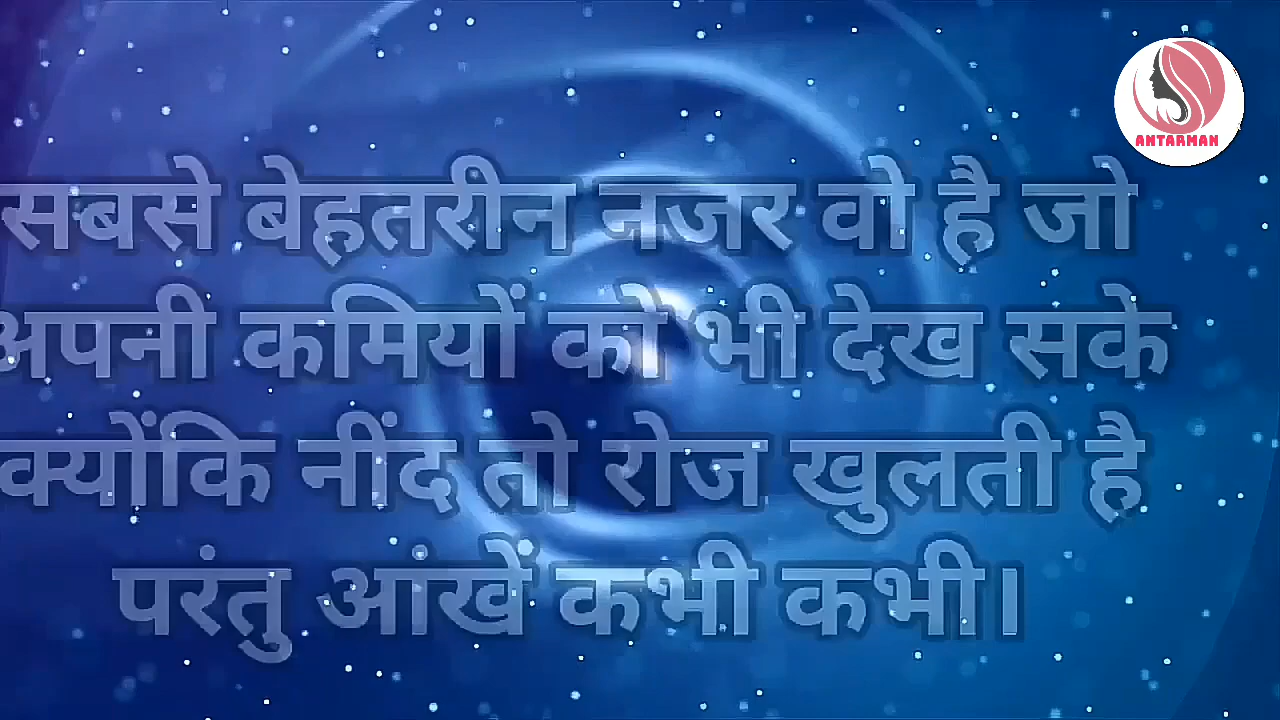 सबसे बेहतरीन नजर वो है जो
अपनी कमियों को भी देख सके
क्योंकि नींद तो रोज खुलती है
परंतु आंखें कभी कभी।
ANTARMAN